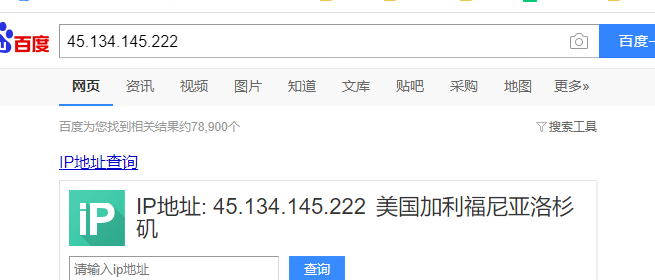 百度
45.134.145.222
百度一
网页 资讯 视频 图片 知道 文库 贴吧 采购 地图 更多»
百度为您找到相关结果约78,900个
搜索工具
IP地址查询
iP
IP地址: 45.134.145.222 美国加利福尼亚洛杉
矶
请输入ip地址
查询